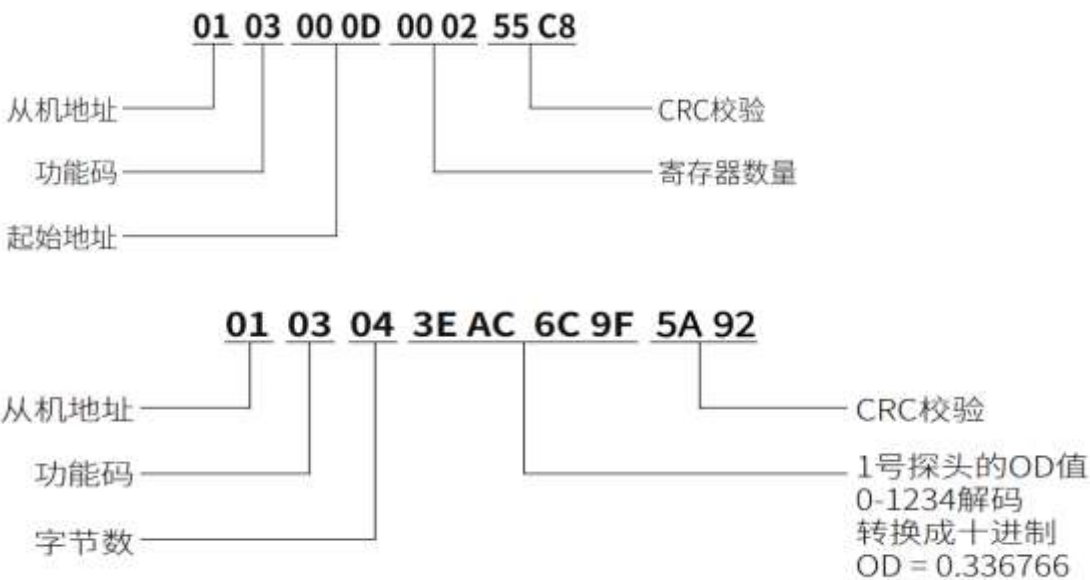 01 03 00 0D 00 02 55 C8
从机地址
CRC校验
功能码
寄存器数量
起始地址
01 03 04 3E AC 6C 9F 5A 92
从机地址
CRC校验
功能码
1号探头的OD值
0-1234解码
转换成十进制
OD = 0.336766
字节数